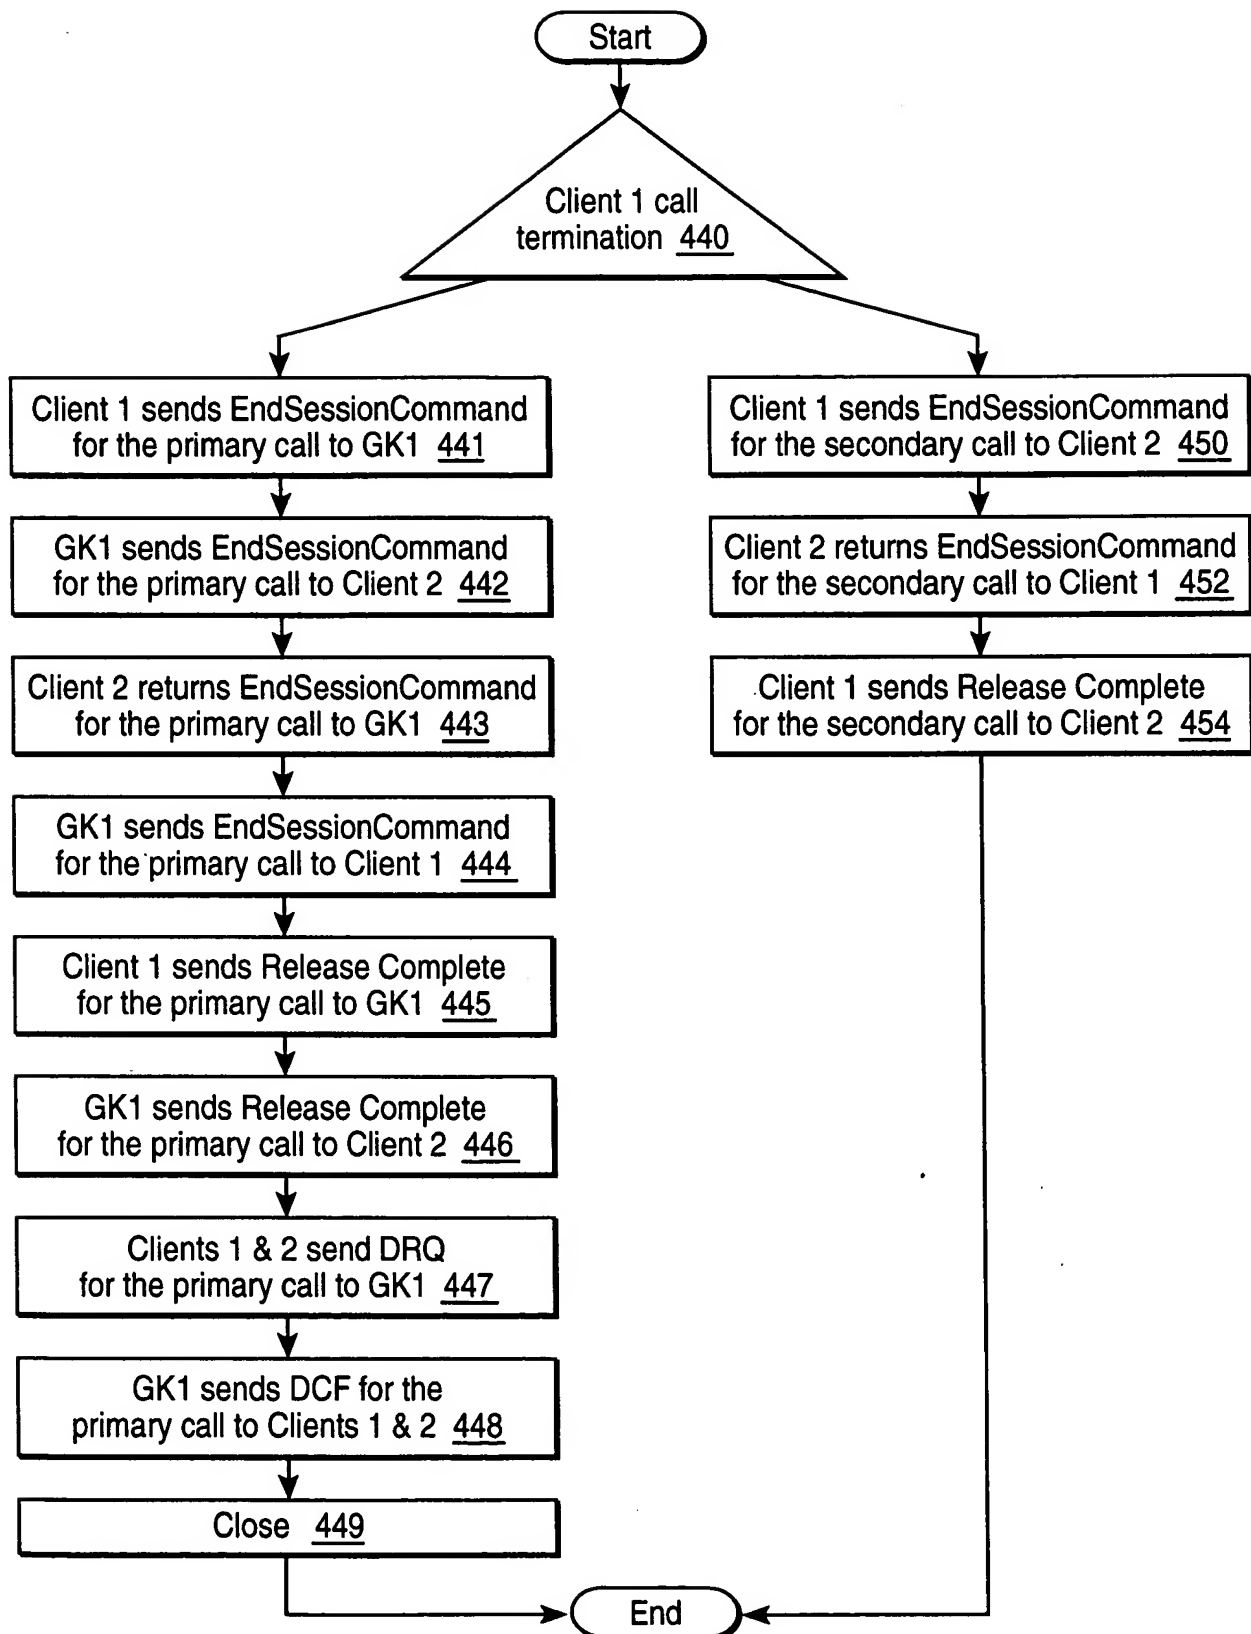 Start
Client 1 call
termination 440
Client 1 sends EndSessionCommand
for the primary call to GK1 441
GK1 sends EndSessionCommand
for the primary call to Client 2 442
Client 2 returns EndSessionCommand
for the primary call to GK1 443
GK1 sends EndSessionCommand
for the primary call to Client 1 444
Client 1 sends Release Complete
for the primary call to GK1 445
GK1 sends Release Complete
for the primary call to Client 2 446
Clients 1 & 2 send DRQ
for the primary call to GK1 447
GK1 sends DCF for the
primary call to Clients 1 & 2 448
Close 449
Client 1 sends EndSessionCommand
for the secondary call to Client 2 450
Client 2 returns EndSessionCommand
for the secondary call to Client 1 452
Client 1 sends Release Complete
for the secondary call to Client 2 454
End